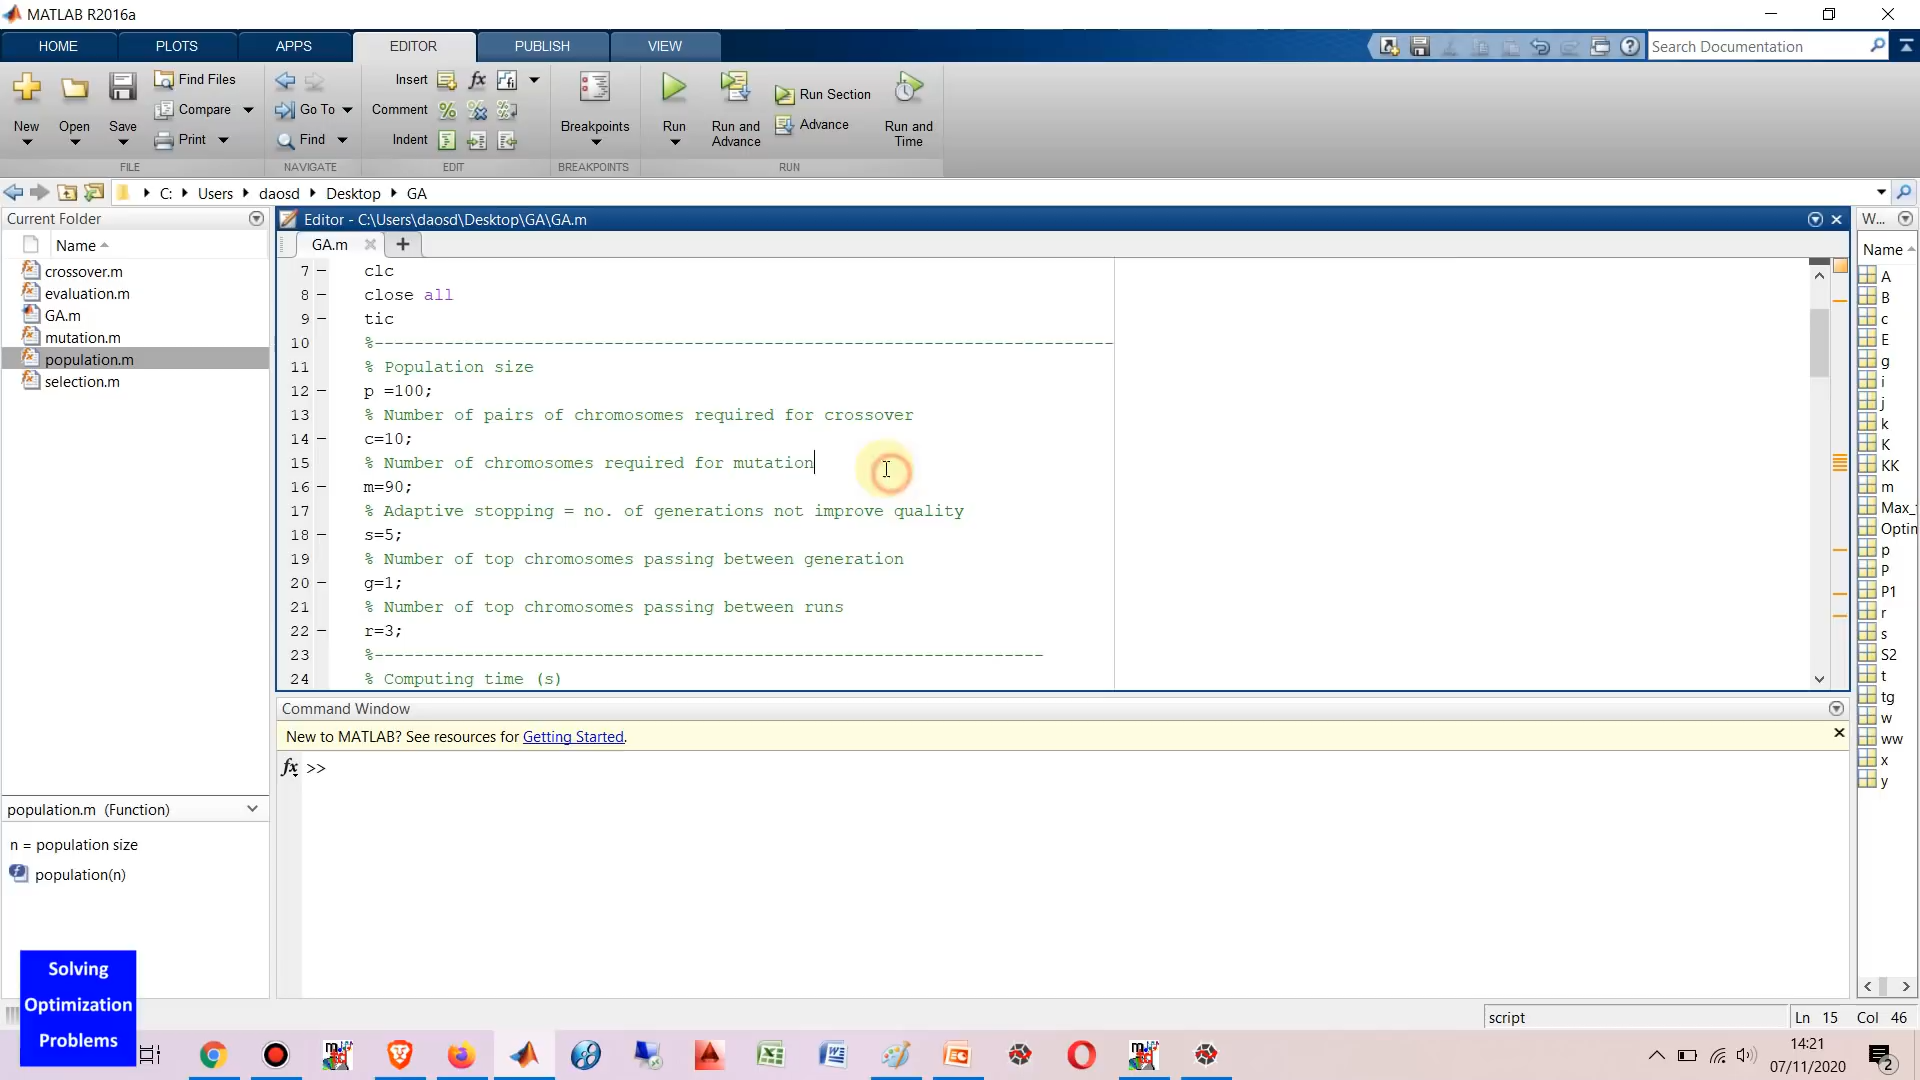 MATLAB R2016a
HOME PLOTS APPS EDITOR PUBLISH VIEW Search Documentation
New Open Save Find Files Compare Print Go To Find Insert Comment Indent Breakpoints Run Run and Advance Run Section Advance Run and Time
FILE NAVIGATE EDIT BREAKPOINTS RUN
C: Users daosd Desktop GA
Current Folder
Name
crossover.m
evaluation.m
GA.m
mutation.m
population.m
selection.m
population.m (Function)
n = population size
population(n)
Solving
Optimization
Problems
Editor - C:\Users\daosd\Desktop\GA\GA.m
GA.m
7 clc
8 close all
9 tic
10 %--------------------------------------------------------------------------
11 % Population size
12 p =100;
13 % Number of pairs of chromosomes required for crossover
14 c=10;
15 % Number of chromosomes required for mutation
16 m=90;
17 % Adaptive stopping = no. of generations not improve quality
18 s=5;
19 % Number of top chromosomes passing between generation
20 g=1;
21 % Number of top chromosomes passing between runs
22 r=3;
23 %-------------------------------------------------------------------
24 % Computing time (s)
Command Window
New to MATLAB? See resources for Getting Started.
fx >>
W...
Name
A
B
c
E
g
i
j
k
K
KK
m
Max_
Optin
p
P
P1
r
s
S2
t
tg
w
ww
x
y
script Ln 15 Col 46
14:21
07/11/2020
2